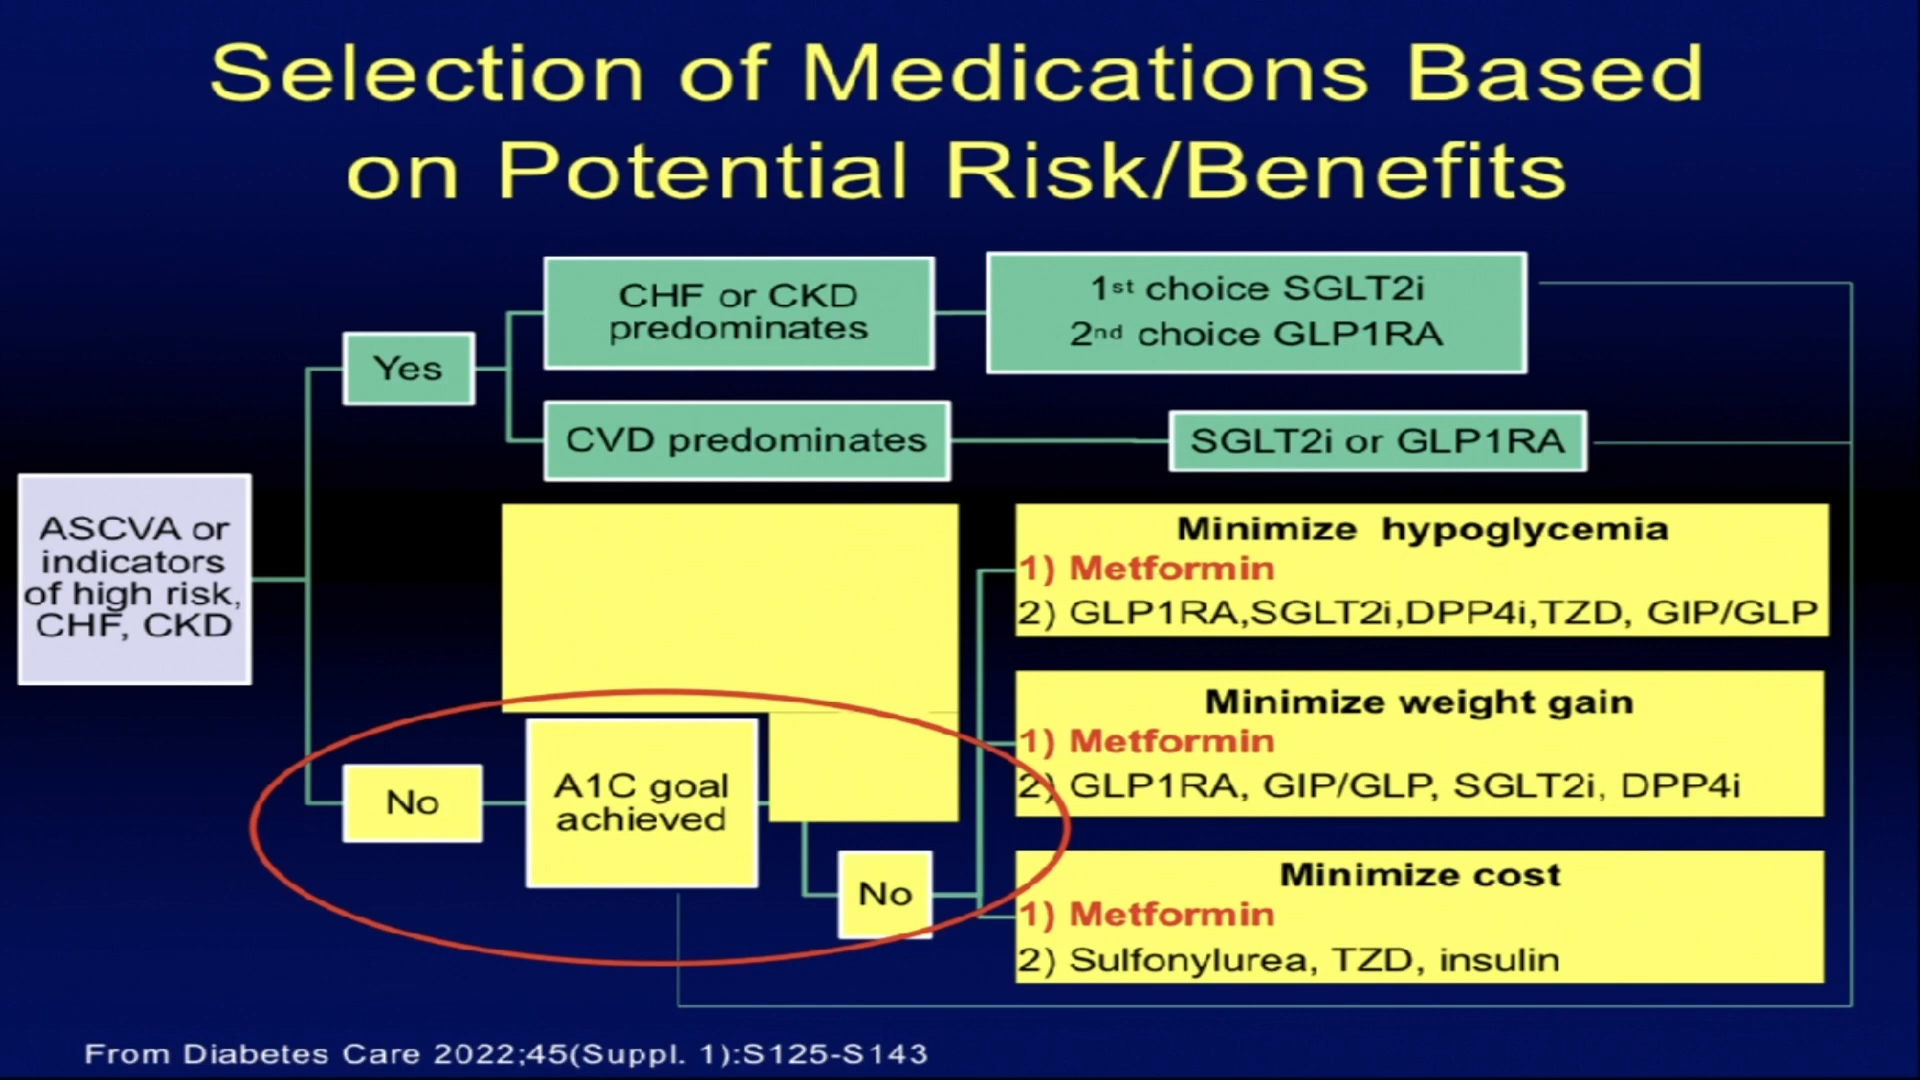 Selection of Medications Based
on Potential Risk/Benefits
ASCVA or
indicators
of high risk,
CHF, CKD
Yes
CHF or CKD
predominates
1st choice SGLT2i
2nd choice GLP1RA
CVD predominates
SGLT2i or GLP1RA
No
A1C goal
achieved
No
Minimize hypoglycemia
1) Metformin
2) GLP1RA,SGLT2i,DPP4i,TZD, GIP/GLP
Minimize weight gain
1) Metformin
2) GLP1RA, GIP/GLP, SGLT2i, DPP4i
Minimize cost
1) Metformin
2) Sulfonylurea, TZD, insulin
From Diabetes Care 2022;45(Suppl. 1):S125-S143